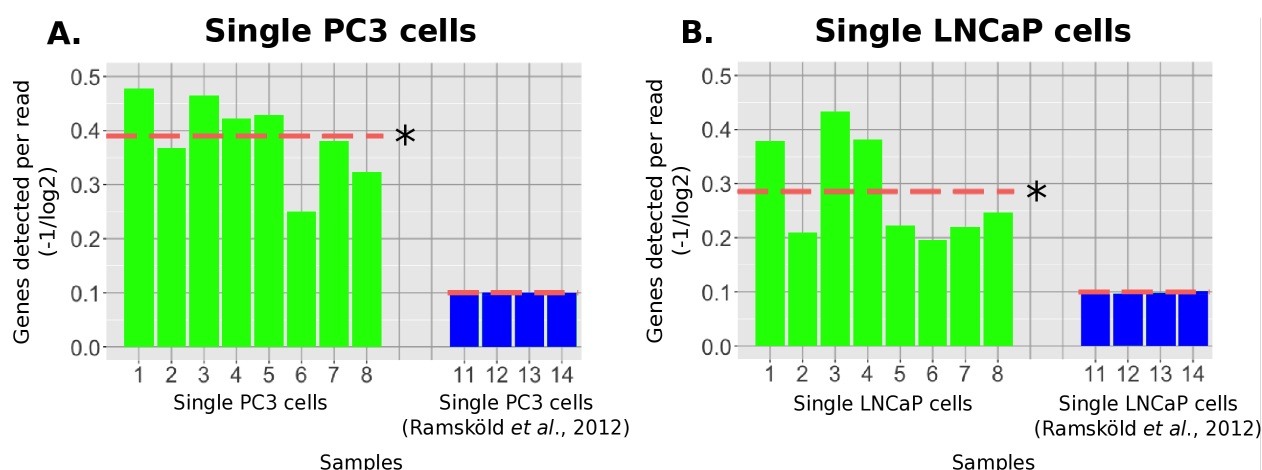 A. Single PC3 cells
Genes detected per read
(-1/log2)
0.5
0.4
0.3
0.2
0.1
0.0
*
1 2 3 4 5 6 7 8 11 12 13 14
Single PC3 cells Single PC3 cells
(Ramsköld et al., 2012)
Samples
B. Single LNCaP cells
Genes detected per read
(-1/log2)
0.5
0.4
0.3
0.2
0.1
0.0
*
1 2 3 4 5 6 7 8 11 12 13 14
Single LNCaP cells Single LNCaP cells
(Ramsköld et al., 2012)
Samples